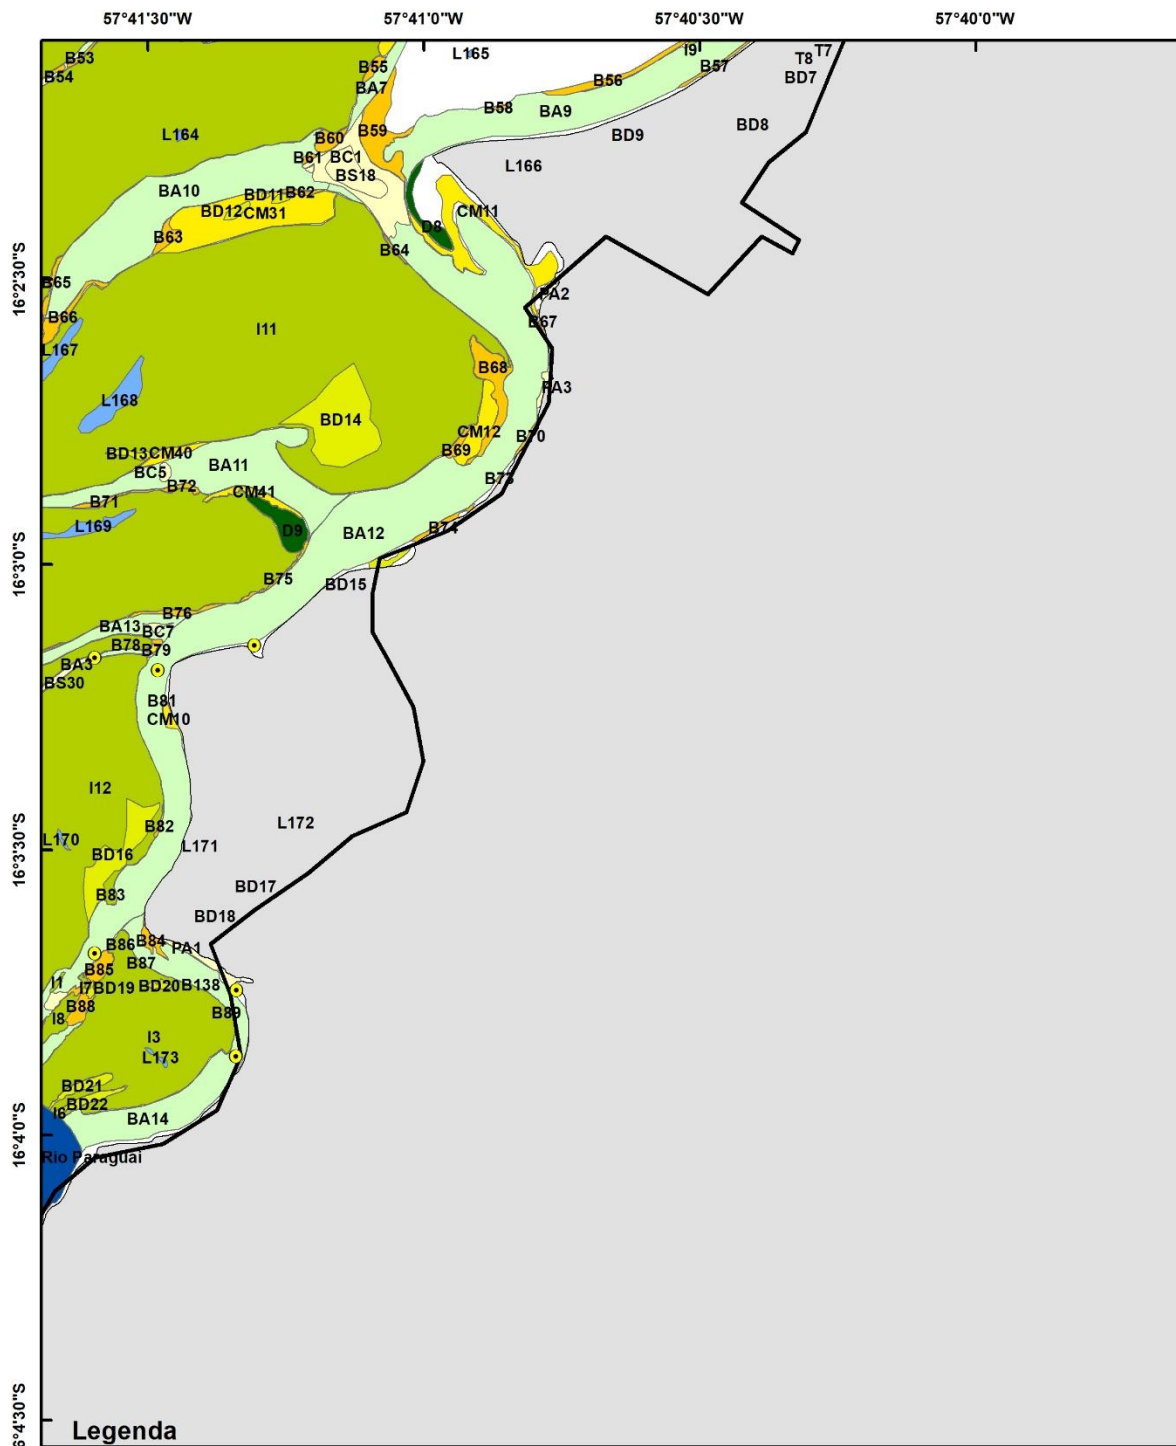 57°41'30"W 57°41'0"W 57°40'30"W 57°40'0"W
B53
B54
B55
L165
I9
B57
T7
T8
BD7
BA7
B56
B58
BA9
BD9
BD8
L164
B60
B59
B61
BC1
BS18
L166
BA10
BD11 B62
BD12 CM31
B63
D8
CM11
B64
16°2'30"S
B65
B66
PA2
B67
I11
L167
B68
L168
PA3
BD14
CM12
B70
BD13 CM40
B69
BA11
BC5
B72
CM41
B73
B71
L169
D9
BA12
B74
16°3'0"S
B75
BD15
B76
BA13
BC7
B78
B79
BA3
BS30
B81
CM10
I12
B82
L172
L170
L171
16°3'30"S
BD16
BD17
B83
BD18
B86
B84
PA1
B87
B85
I1
I7 BD19
BD20 B138
B88
I8
B89
I3
L173
BD21
BD22
I6
BA14
16°4'0"S
Rio Paraguai
16°4'30"S
Legenda